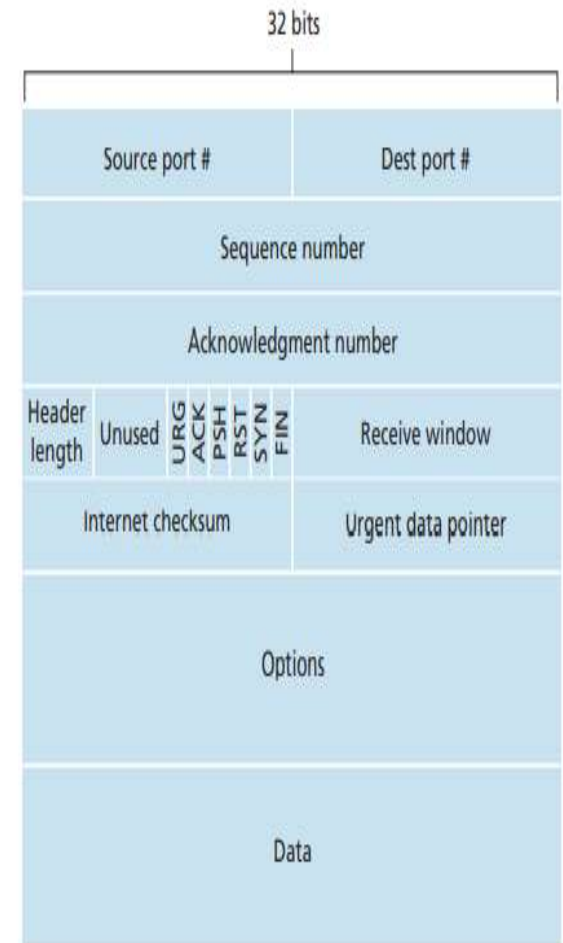 32 bits
Source port # Dest port #
Sequence number
Acknowledgment number
Header length Unused URG ACK PSH RST SYN FIN Receive window
Internet checksum Urgent data pointer
Options
Data